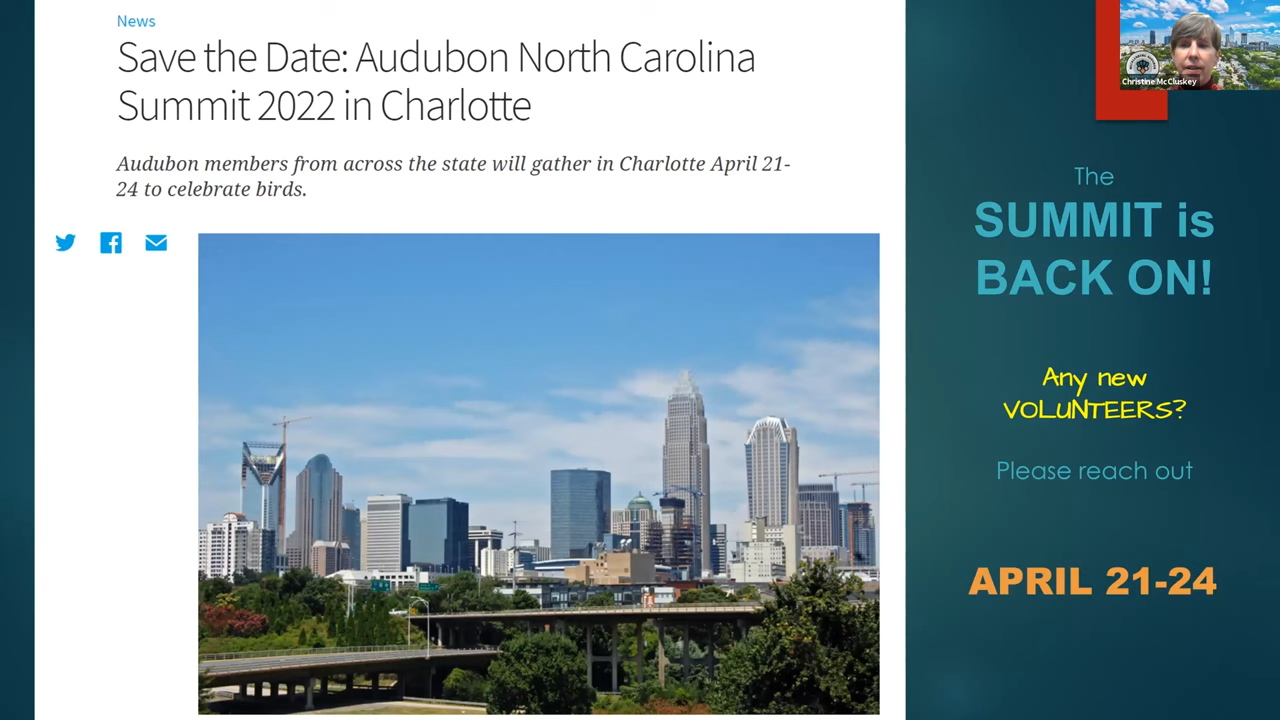 News
Save the Date: Audubon North Carolina
Summit 2022 in Charlotte
Audubon members from across the state will gather in Charlotte April 21-
24 to celebrate birds.
Christine McCluskey
The
SUMMIT is
BACK ON!
Any new
VOLUNTEERS?
Please reach out
APRIL 21-24